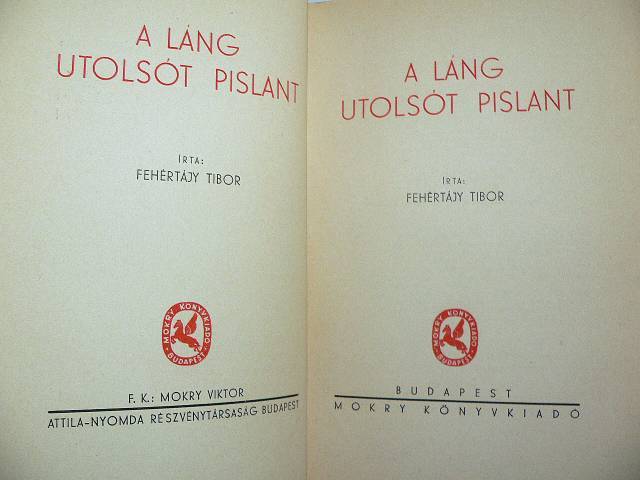 A LÁNG
UTOLSÓT PISLANT
ÍRTA:
FEHÉRTÁJY TIBOR
MOKRY KÖNYVKIADÓ
BUDAPEST
F. K.: MOKRY VIKTOR
ATTILA-NYOMDA RÉSZVÉNYTÁRSASÁG BUDAPEST
A LÁNG
UTOLSÓT PISLANT
ÍRTA:
FEHÉRTÁJY TIBOR
MOKRY KÖNYVKIADÓ
BUDAPEST
BUDAPEST
MOKRY KÖNYVKIADÓ